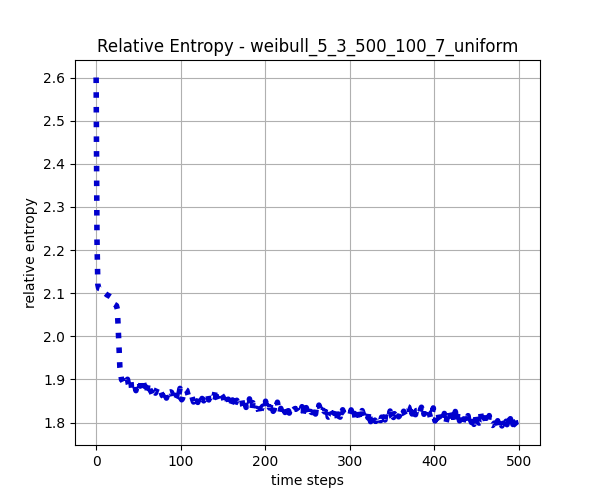 Relative Entropy - weibull_5_3_500_100_7_uniform
2.6
2.5
2.4
2.3
2.2
2.1
2.0
1.9
1.8
relative entropy
0 100 200 300 400 500
time steps